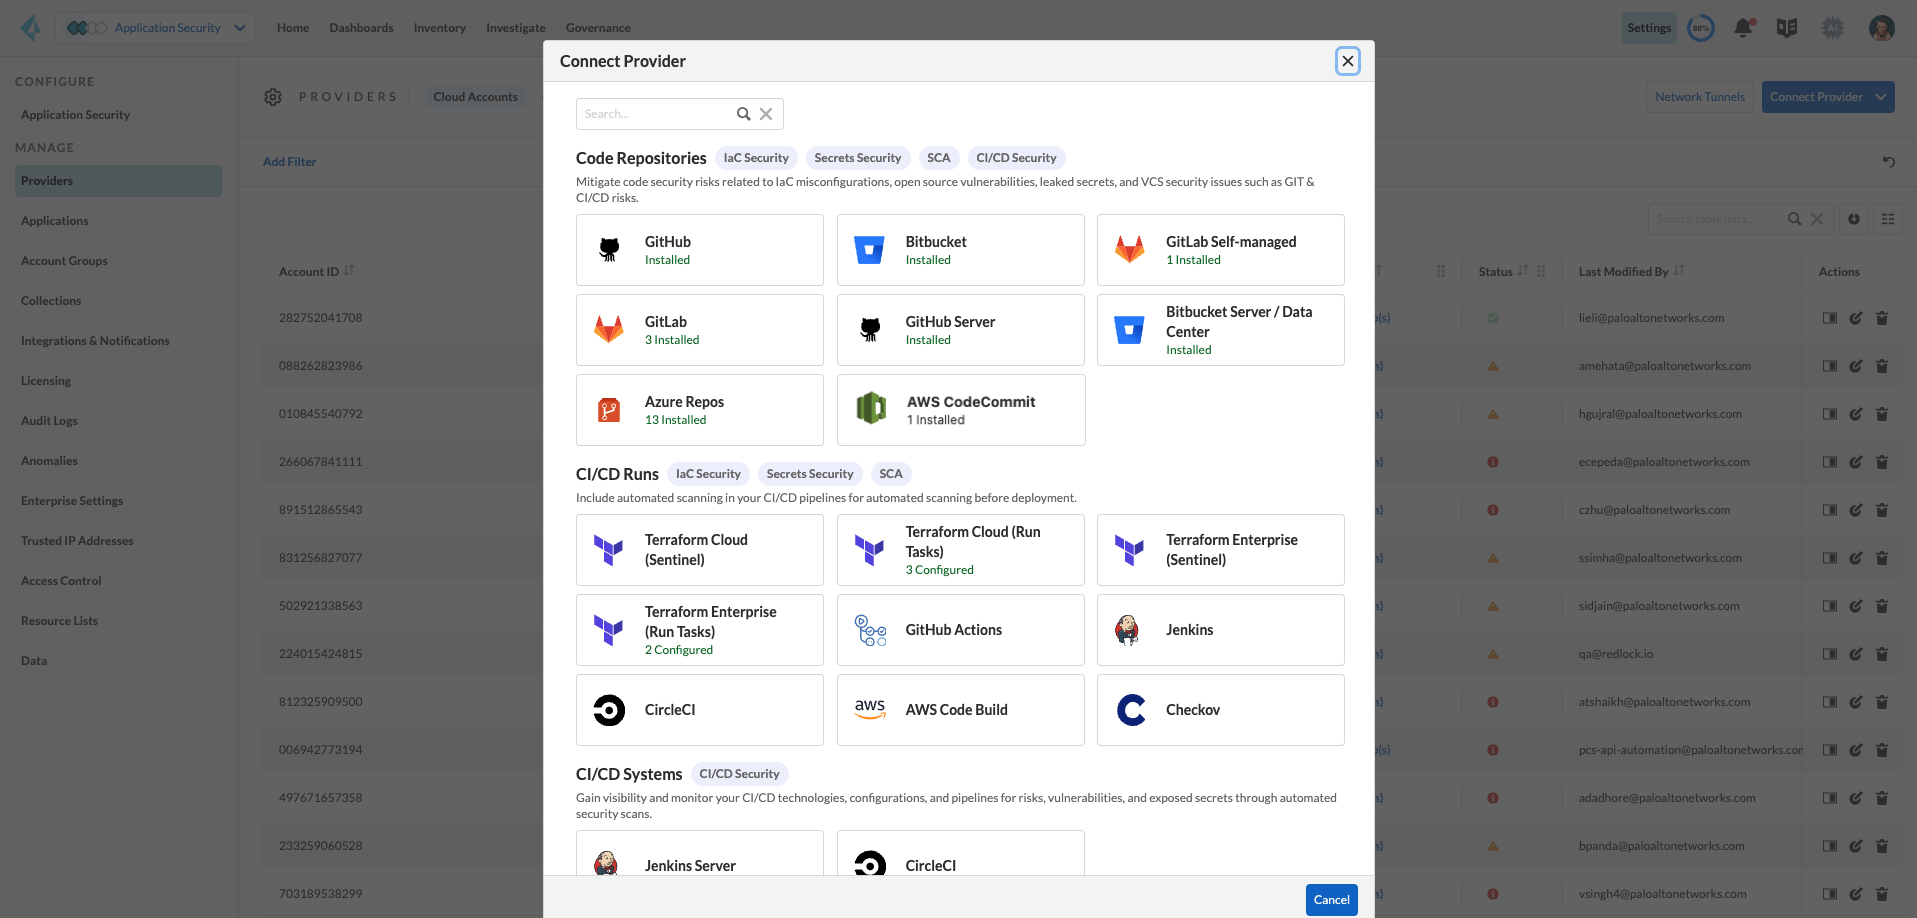 Application Security
Home
Dashboards
Inventory
Investigate
Governance
Settings
88%
CONFIGURE
Application Security
MANAGE
Providers
Applications
Account Groups
Collections
Integrations & Notifications
Licensing
Audit Logs
Anomalies
Enterprise Settings
Trusted IP Addresses
Access Control
Resource Lists
Data
PROVIDERS
Cloud Accounts
Network Tunnels
Connect Provider
Add Filter
Search table data...
Account ID
Status
Last Modified By
Actions
282752041708
lieli@paloaltonetworks.com
088262823986
amehata@paloaltonetworks.com
010845540792
hgujral@paloaltonetworks.com
266067841111
ecepeda@paloaltonetworks.com
891512865543
czhu@paloaltonetworks.com
831256827077
ssimha@paloaltonetworks.com
502921338563
sidjain@paloaltonetworks.com
224015424815
qa@redlock.io
812325909500
atshaikh@paloaltonetworks.com
006942773194
pcs-api-automation@paloaltonetworks.com
497671657358
adadhore@paloaltonetworks.com
233259060528
bpanda@paloaltonetworks.com
703189538299
vsingh4@paloaltonetworks.com
Connect Provider
Search...
Code Repositories IaC Security Secrets Security SCA CI/CD Security
Mitigate code security risks related to IaC misconfigurations, open source vulnerabilities, leaked secrets, and VCS security issues such as GIT &
CI/CD risks.
GitHub
Installed
Bitbucket
Installed
GitLab Self-managed
1 Installed
GitLab
3 Installed
GitHub Server
Installed
Bitbucket Server / Data
Center
Installed
Azure Repos
13 Installed
AWS CodeCommit
1 Installed
CI/CD Runs IaC Security Secrets Security SCA
Include automated scanning in your CI/CD pipelines for automated scanning before deployment.
Terraform Cloud
(Sentinel)
Terraform Cloud (Run
Tasks)
3 Configured
Terraform Enterprise
(Sentinel)
Terraform Enterprise
(Run Tasks)
2 Configured
GitHub Actions
Jenkins
CircleCI
aws
AWS Code Build
Checkov
CI/CD Systems CI/CD Security
Gain visibility and monitor your CI/CD technologies, configurations, and pipelines for risks, vulnerabilities, and exposed secrets through automated
security scans.
Jenkins Server
CircleCI
Cancel